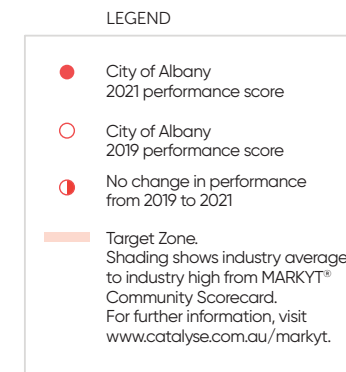 LEGEND
City of Albany
2021 performance score
City of Albany
2019 performance score
No change in performance
from 2019 to 2021
Target Zone.
Shading shows industry average
to industry high from MARKYT®
Community Scorecard.
For further information, visit
www.catalyse.com.au/markyt.